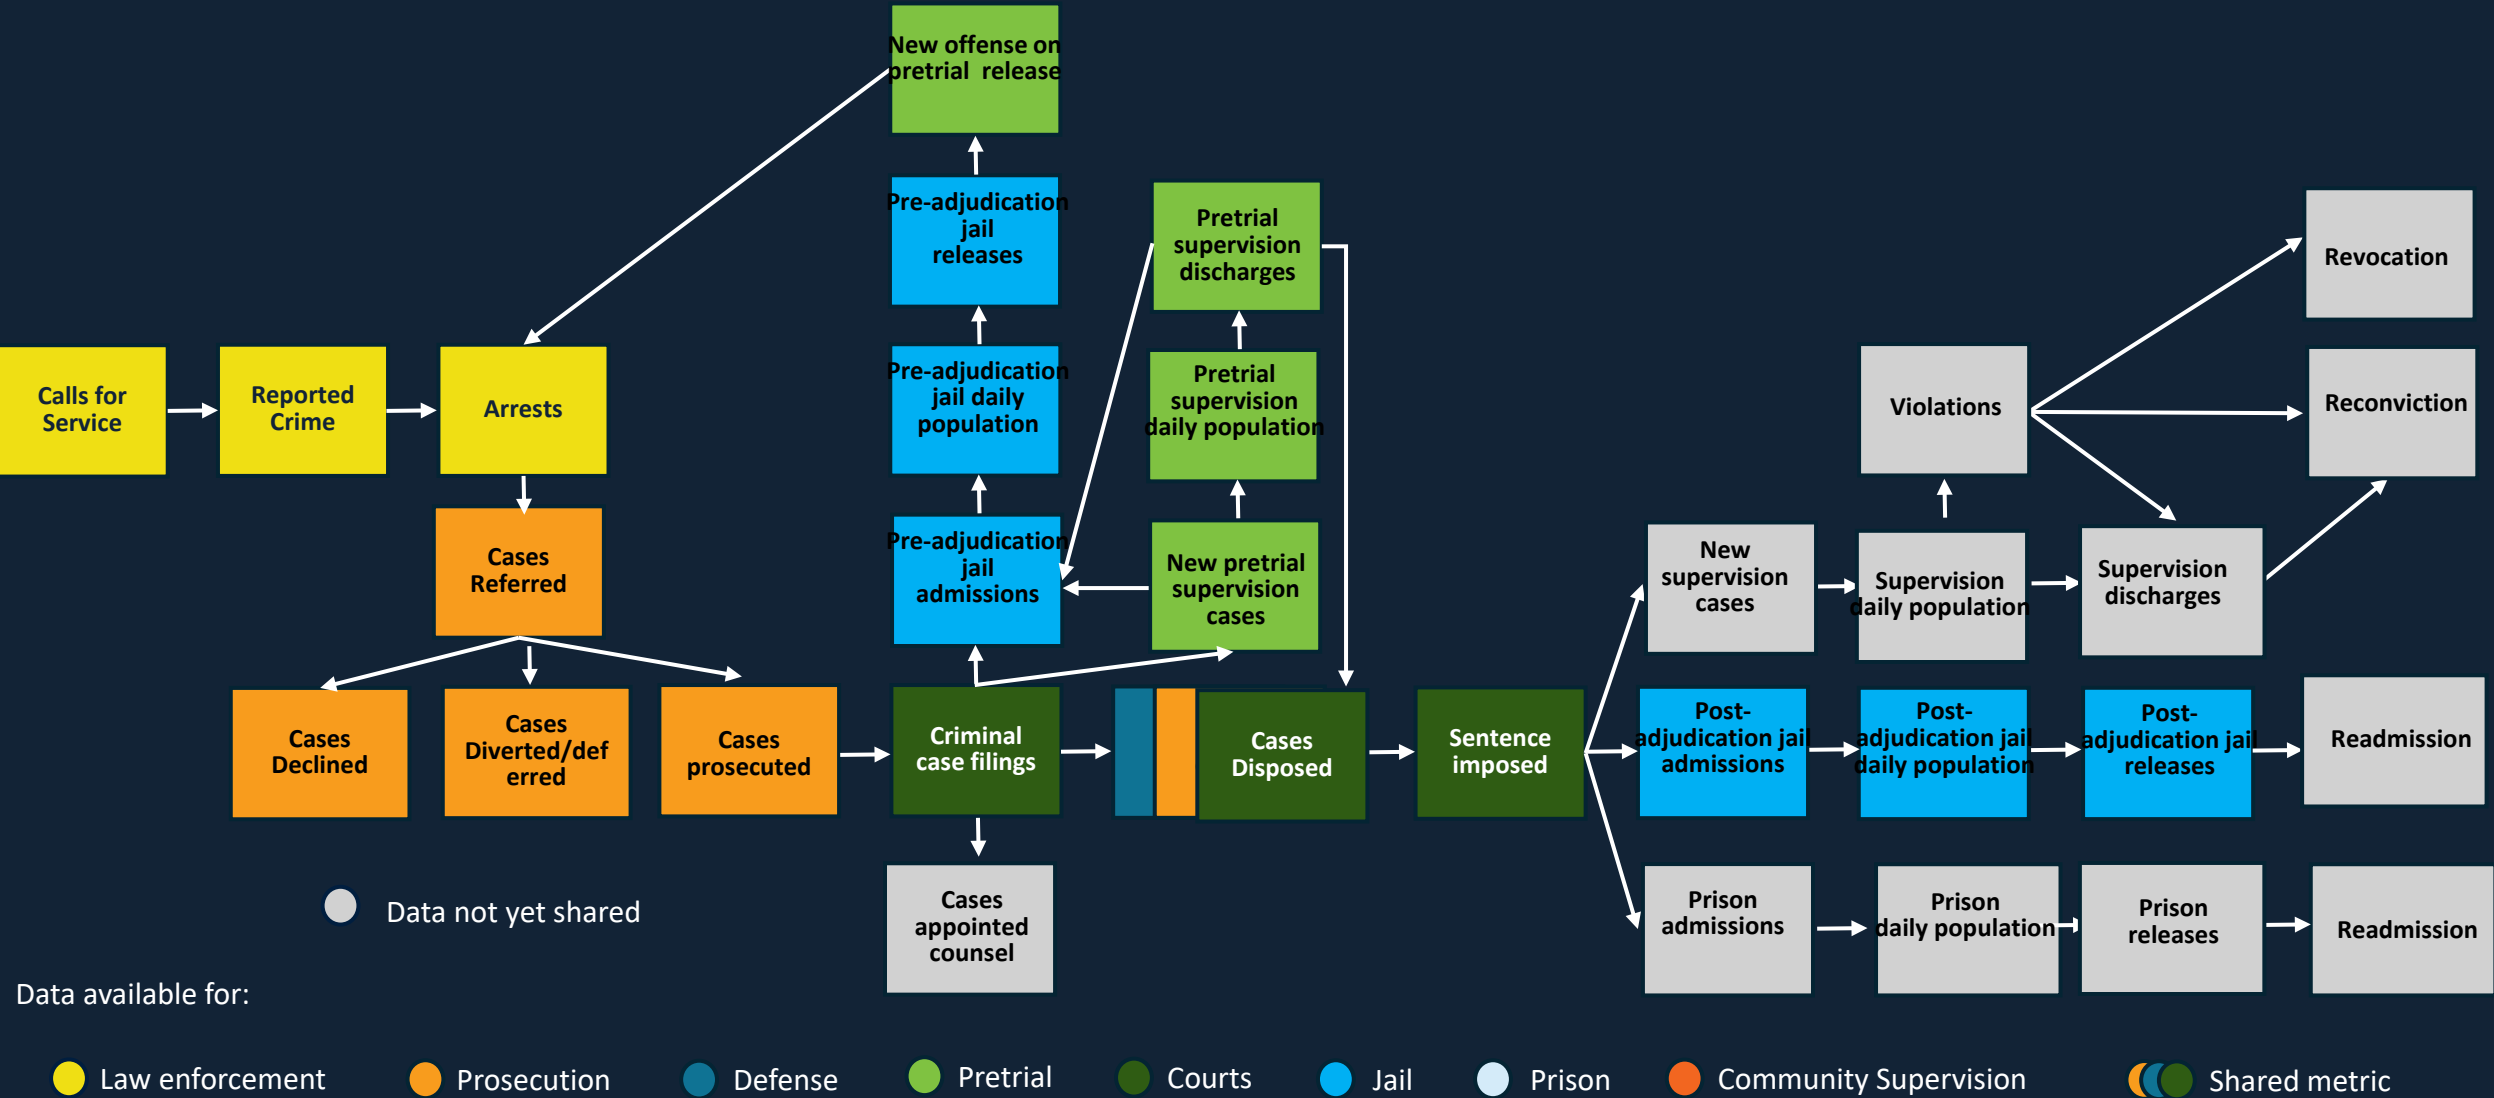 New offense on
pretrial release
Pre-adjudication
jail
releases
Pretrial
supervision
discharges
Revocation
Calls for
Service
Reported
Crime
Arrests
Pre-adjudication
jail daily
population
Pretrial
supervision
daily population
Violations
Reconviction
Cases
Referred
Pre-adjudication
jail
admissions
New pretrial
supervision
cases
New
supervision
cases
Supervision
daily population
Supervision
discharges
Cases
Declined
Cases
Diverted/def
erred
Cases
prosecuted
Criminal
case filings
Cases
Disposed
Sentence
imposed
Post-
adjudication jail
admissions
Post-
adjudication jail
daily population
Post-
adjudication jail
releases
Readmission
Cases
appointed
counsel
Prison
admissions
Prison
daily population
Prison
releases
Readmission
Data not yet shared
Data available for:
Law enforcement
Prosecution
Defense
Pretrial
Courts
Jail
Prison
Community Supervision
Shared metric